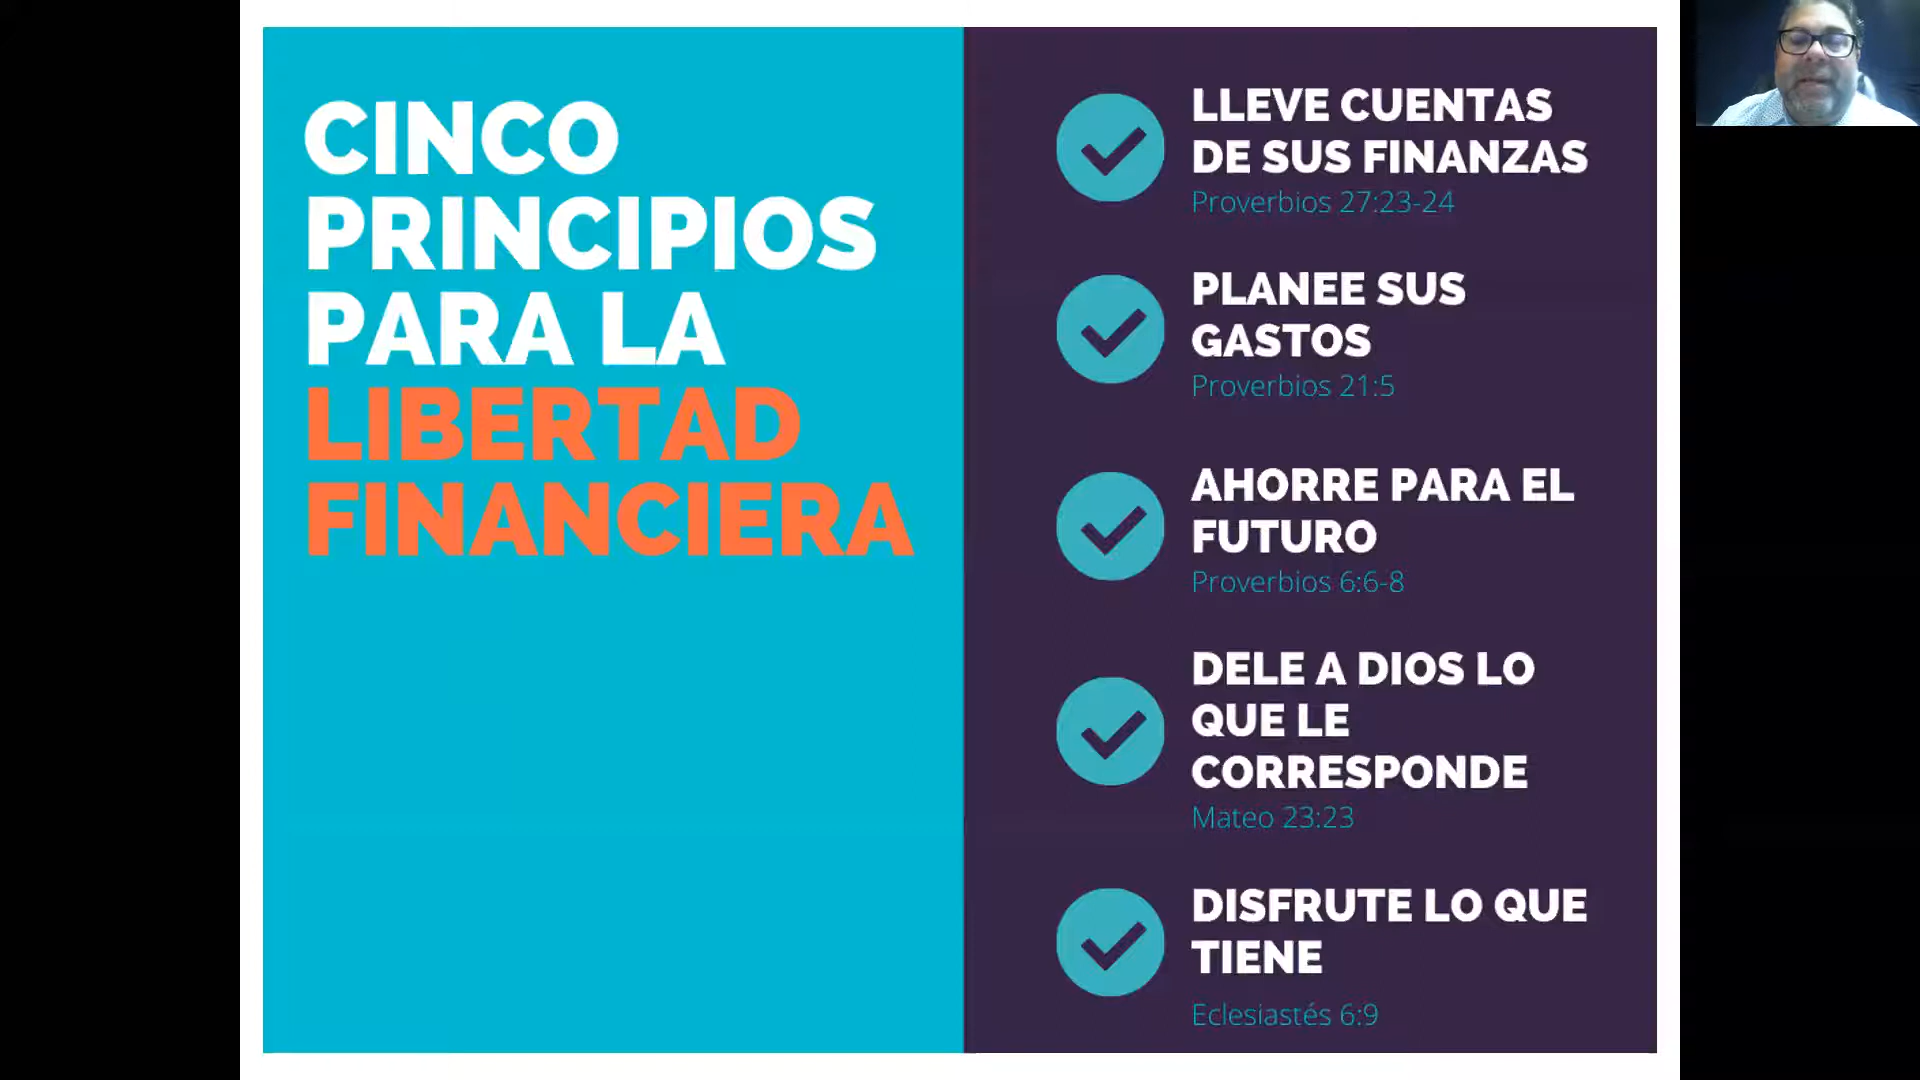 CINCO
PRINCIPIOS
PARA LA
LIBERTAD
FINANCIERA
LLEVE CUENTAS
DE SUS FINANZAS
Proverbios 27:23-24
PLANEE SUS
GASTOS
Proverbios 21:5
AHORRE PARA EL
FUTURO
Proverbios 6:6-8
DELE A DIOS LO
QUE LE
CORRESPONDE
Mateo 23:23
DISFRUTE LO QUE
TIENE
Eclesiastés 6:9